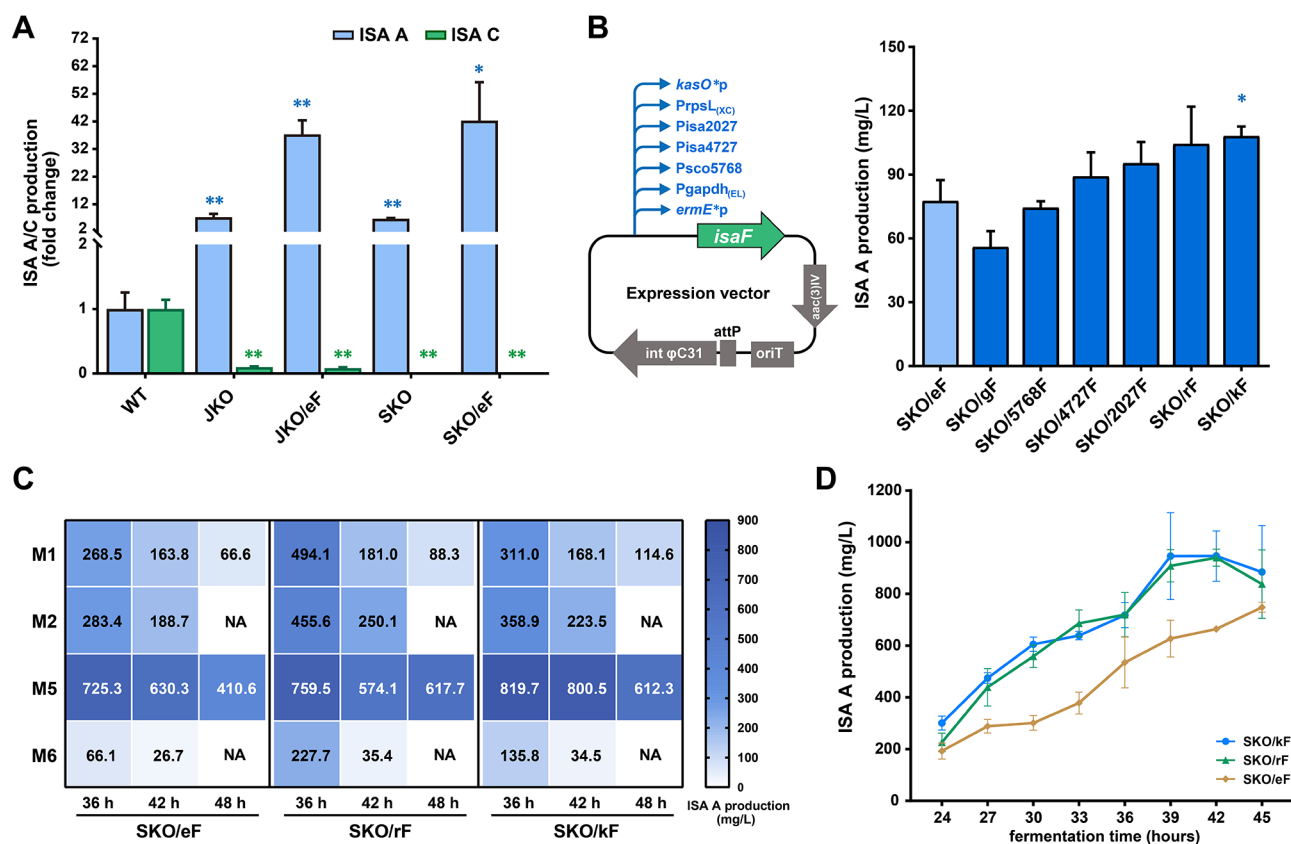 A
ISA A/C production
(fold change)
72
62
52
42
32
22
12
2
2
1
0
ISA A
ISA C
**
**
**
**
**
**
*
**
WT
JKO
JKO/eF
SKO
SKO/eF
B
kasO*p
PrpsL(XC)
Pisa2027
Pisa4727
Psco5768
Pgapdh(EL)
ermE*p
isaF
aac(3)IV
Expression vector
attP
int φC31
oriT
ISA A production (mg/L)
150
120
90
60
30
0
*
SKO/eF
SKO/gF
SKO/5768F
SKO/4727F
SKO/2027F
SKO/rF
SKO/kF
C
M1
268.5 163.8 66.6 494.1 181.0 88.3 311.0 168.1 114.6
M2
283.4 188.7 NA 455.6 250.1 NA 358.9 223.5 NA
M5
725.3 630.3 410.6 759.5 574.1 617.7 819.7 800.5 612.3
M6
66.1 26.7 NA 227.7 35.4 NA 135.8 34.5 NA
36 h 42 h 48 h 36 h 42 h 48 h 36 h 42 h 48 h
SKO/eF SKO/rF SKO/kF
900
800
700
600
500
400
300
200
100
0
ISA A production
(mg/L)
D
ISA A production (mg/L)
1200
1000
800
600
400
200
0
SKO/kF
SKO/rF
SKO/eF
24 27 30 33 36 39 42 45
fermentation time (hours)